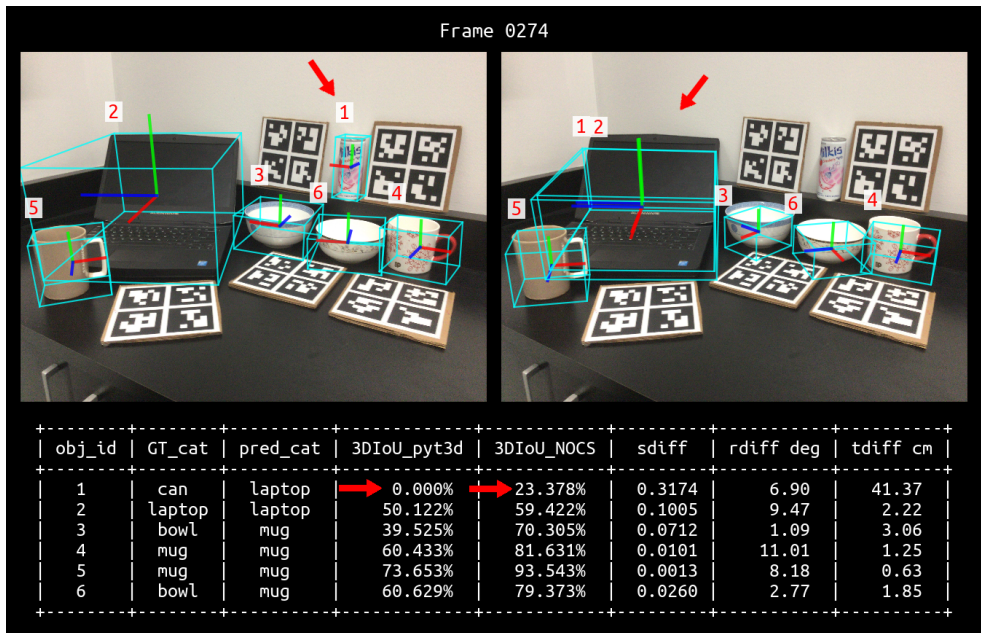 Frame 0274
1
2
3
6
4
5
Milkis
1 2
3
6
4
5
ilkis
obj_id | GT_cat | pred_cat | 3DIoU_pyt3d | 3DIoU_NOCS | sdiff | rdiff deg | tdiff cm
1 | can | laptop | 0.000% | 23.378% | 0.3174 | 6.90 | 41.37
2 | laptop | laptop | 50.122% | 59.422% | 0.1005 | 9.47 | 2.22
3 | bowl | mug | 39.525% | 70.305% | 0.0712 | 1.09 | 3.06
4 | mug | mug | 60.433% | 81.631% | 0.0101 | 11.01 | 1.25
5 | mug | mug | 73.653% | 93.543% | 0.0013 | 8.18 | 0.63
6 | bowl | mug | 60.629% | 79.373% | 0.0260 | 2.77 | 1.85